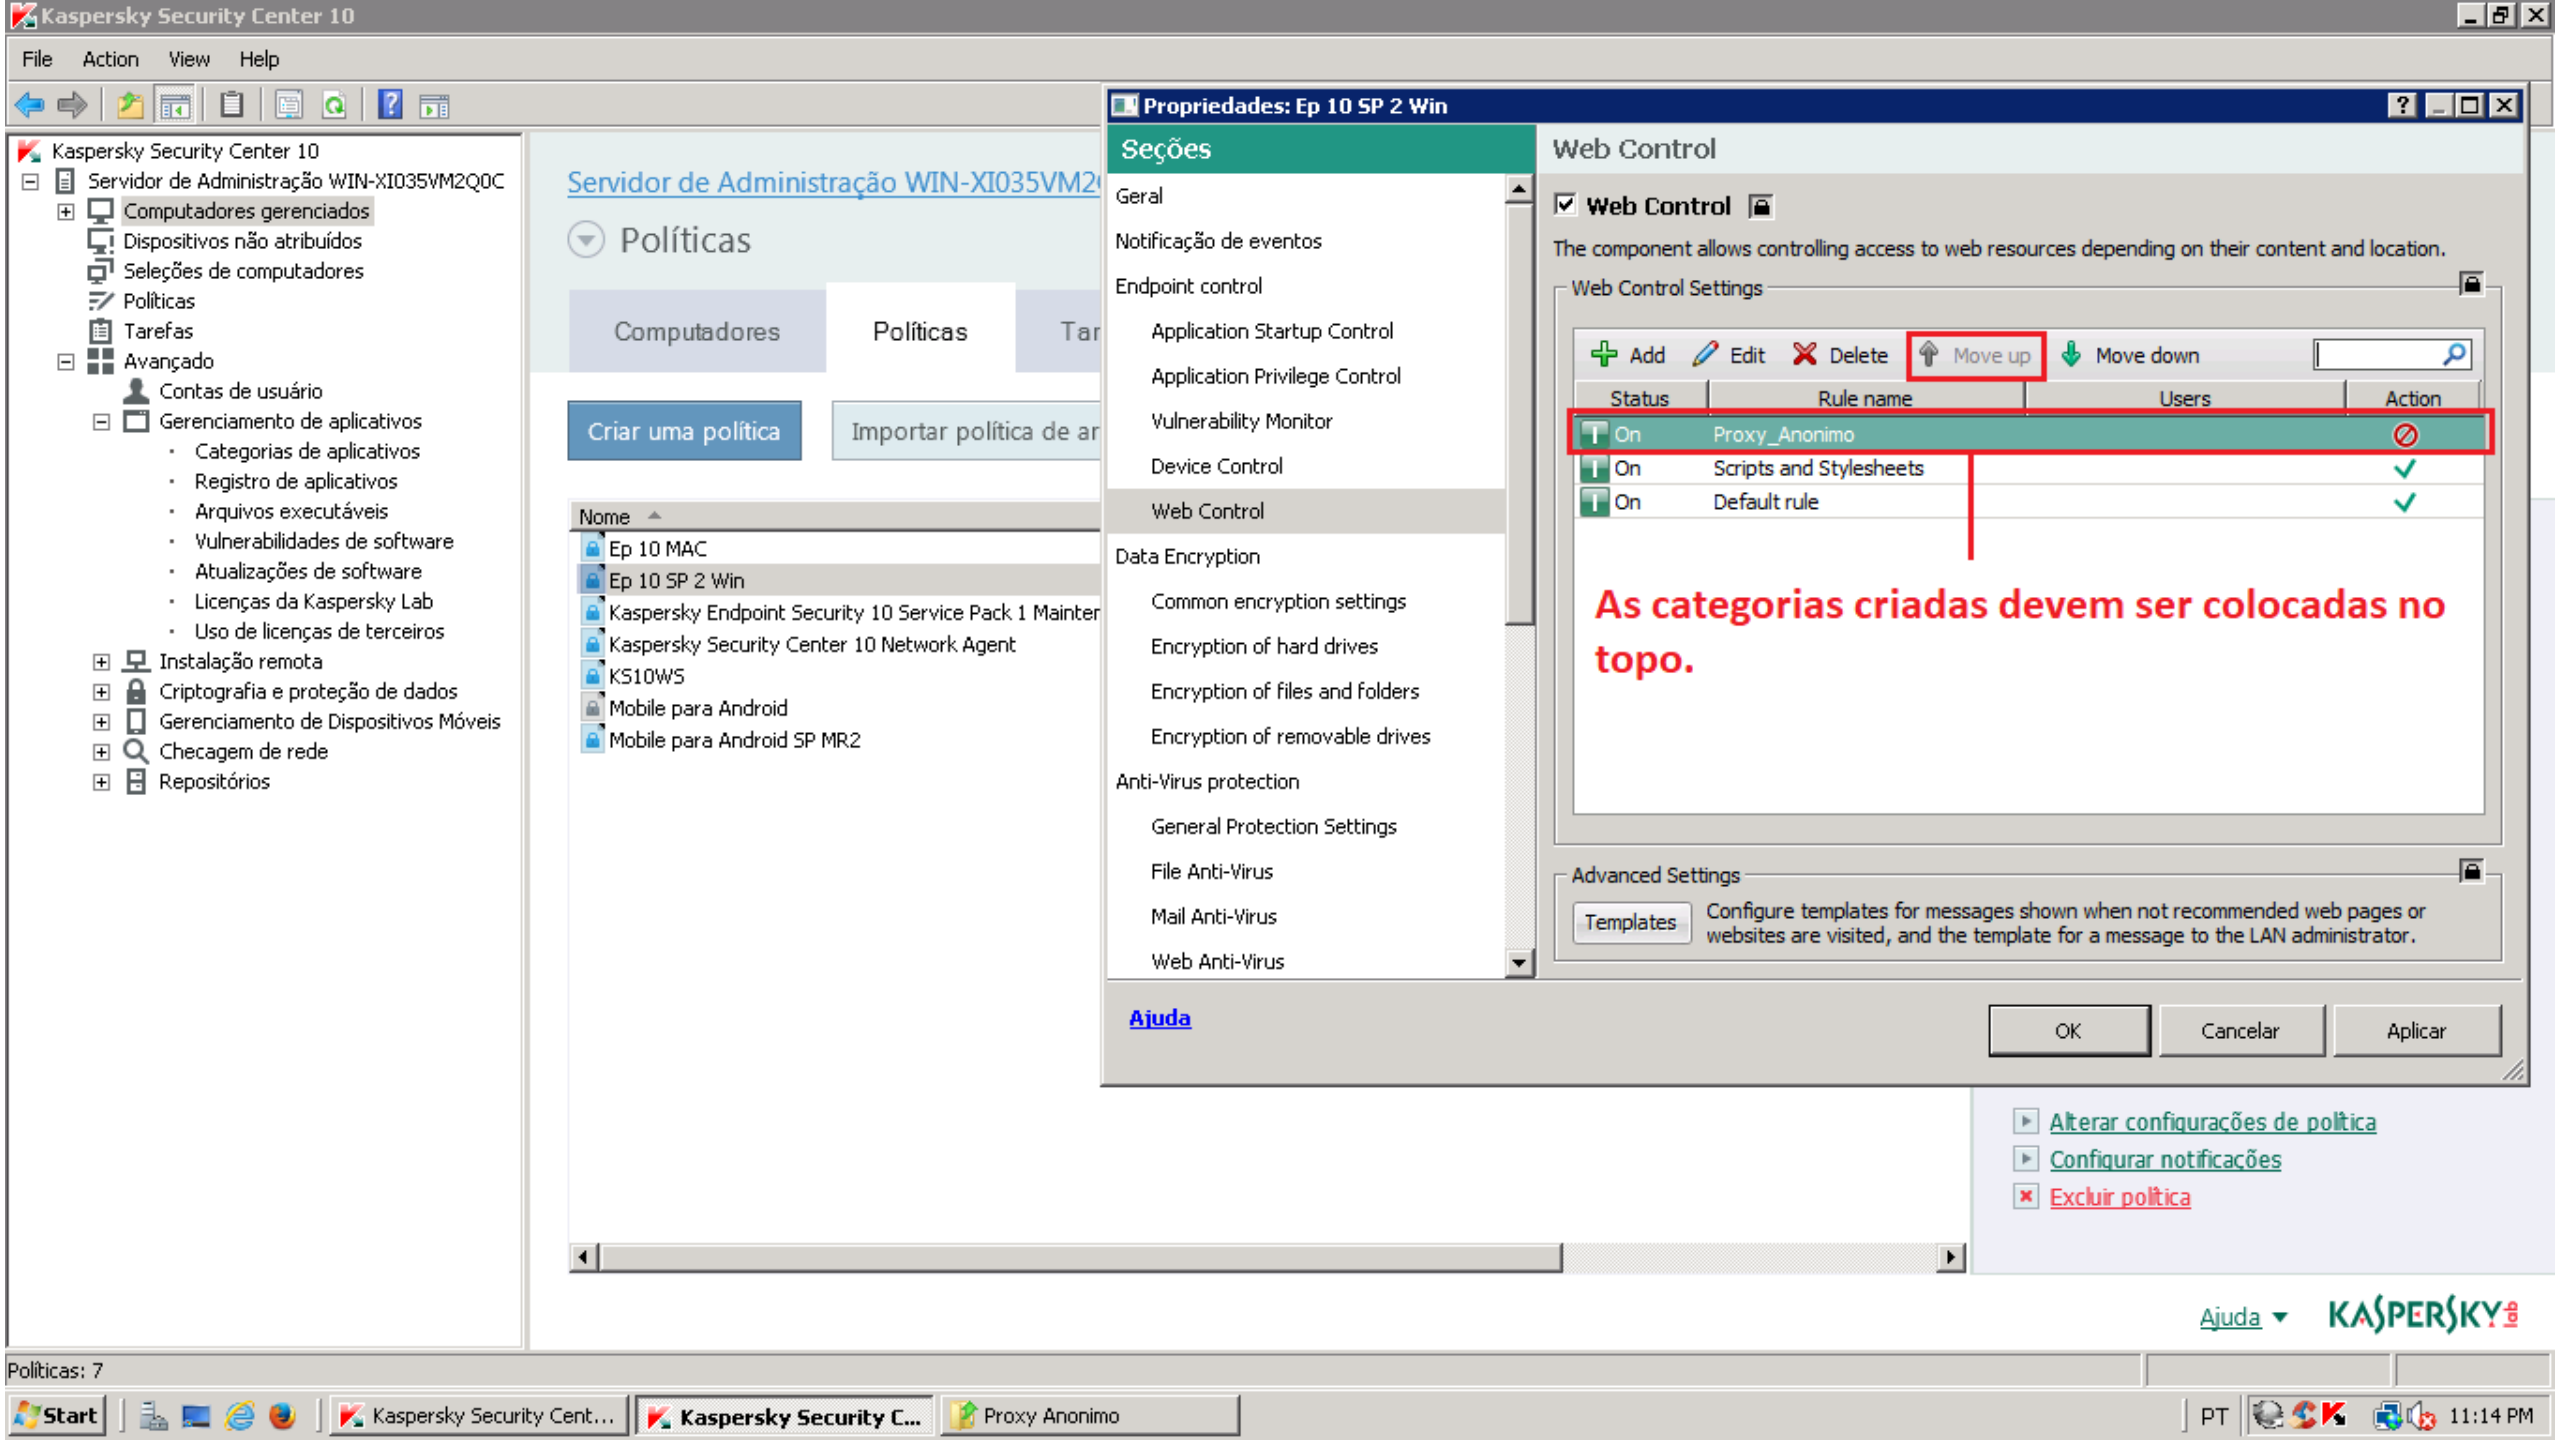 Kaspersky Security Center 10
File Action View Help
Kaspersky Security Center 10
Servidor de Administração WIN-XI035VM2Q0C
Computadores gerenciados
Dispositivos não atribuídos
Seleções de computadores
Políticas
Tarefas
Avançado
Contas de usuário
Gerenciamento de aplicativos
Categorias de aplicativos
Registro de aplicativos
Arquivos executáveis
Vulnerabilidades de software
Atualizações de software
Licenças da Kaspersky Lab
Uso de licenças de terceiros
Instalação remota
Criptografia e proteção de dados
Gerenciamento de Dispositivos Móveis
Checagem de rede
Repositórios
Servidor de Administração WIN-XI035VM2
Políticas
Computadores Políticas Tar
Criar uma política Importar política de ar
Nome
Ep 10 MAC
Ep 10 SP 2 Win
Kaspersky Endpoint Security 10 Service Pack 1 Mainter
Kaspersky Security Center 10 Network Agent
KS10WS
Mobile para Android
Mobile para Android SP MR2
Propriedades: Ep 10 SP 2 Win
Seções
Geral
Notificação de eventos
Endpoint control
Application Startup Control
Application Privilege Control
Vulnerability Monitor
Device Control
Web Control
Data Encryption
Common encryption settings
Encryption of hard drives
Encryption of files and folders
Encryption of removable drives
Anti-Virus protection
General Protection Settings
File Anti-Virus
Mail Anti-Virus
Web Anti-Virus
Web Control
Web Control
The component allows controlling access to web resources depending on their content and location.
Web Control Settings
Add Edit Delete Move up Move down
Status Rule name Users Action
On Proxy_Anonimo
On Scripts and Stylesheets
On Default rule
As categorias criadas devem ser colocadas no
topo.
Advanced Settings
Templates Configure templates for messages shown when not recommended web pages or
websites are visited, and the template for a message to the LAN administrator.
Ajuda
OK Cancelar Aplicar
Alterar configurações de política
Configurar notificações
Excluir política
Ajuda KASPERSKY lab
Políticas: 7
Start Kaspersky Security Cent... Kaspersky Security C... Proxy Anonimo PT 11:14 PM